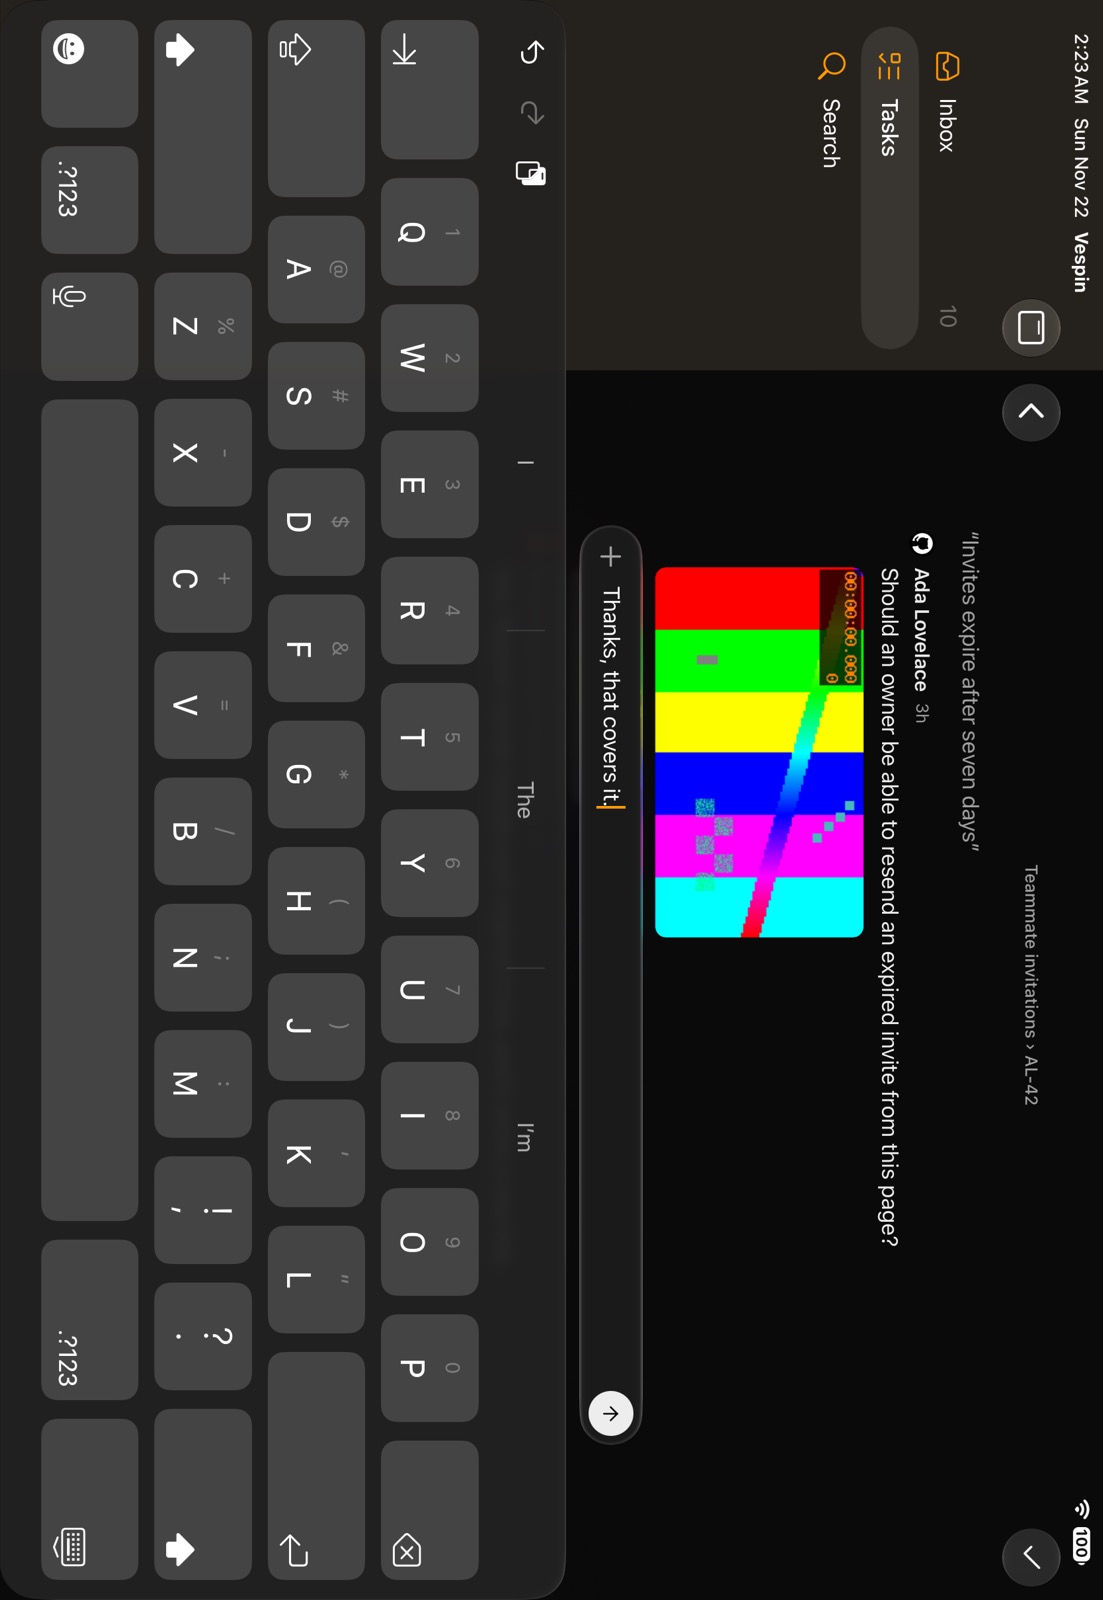 2:23 AM Sun Nov 22 Vespin
100
Teammate invitations › AL-42
Inbox 10
Tasks
Search
“Invites expire after seven days”
Ada Lovelace 3h
Should an owner be able to resend an expired invite from this page?
00:00:00.000
0
Thanks, that covers it.
I The I’m
1 2 3 4 5 6 7 8 9 0
Q W E R T Y U I O P
@ # $ & * ( ) ' "
A S D F G H J K L
% - + = / ; : ! ?
Z X C V B N M , .
.?123 .?123